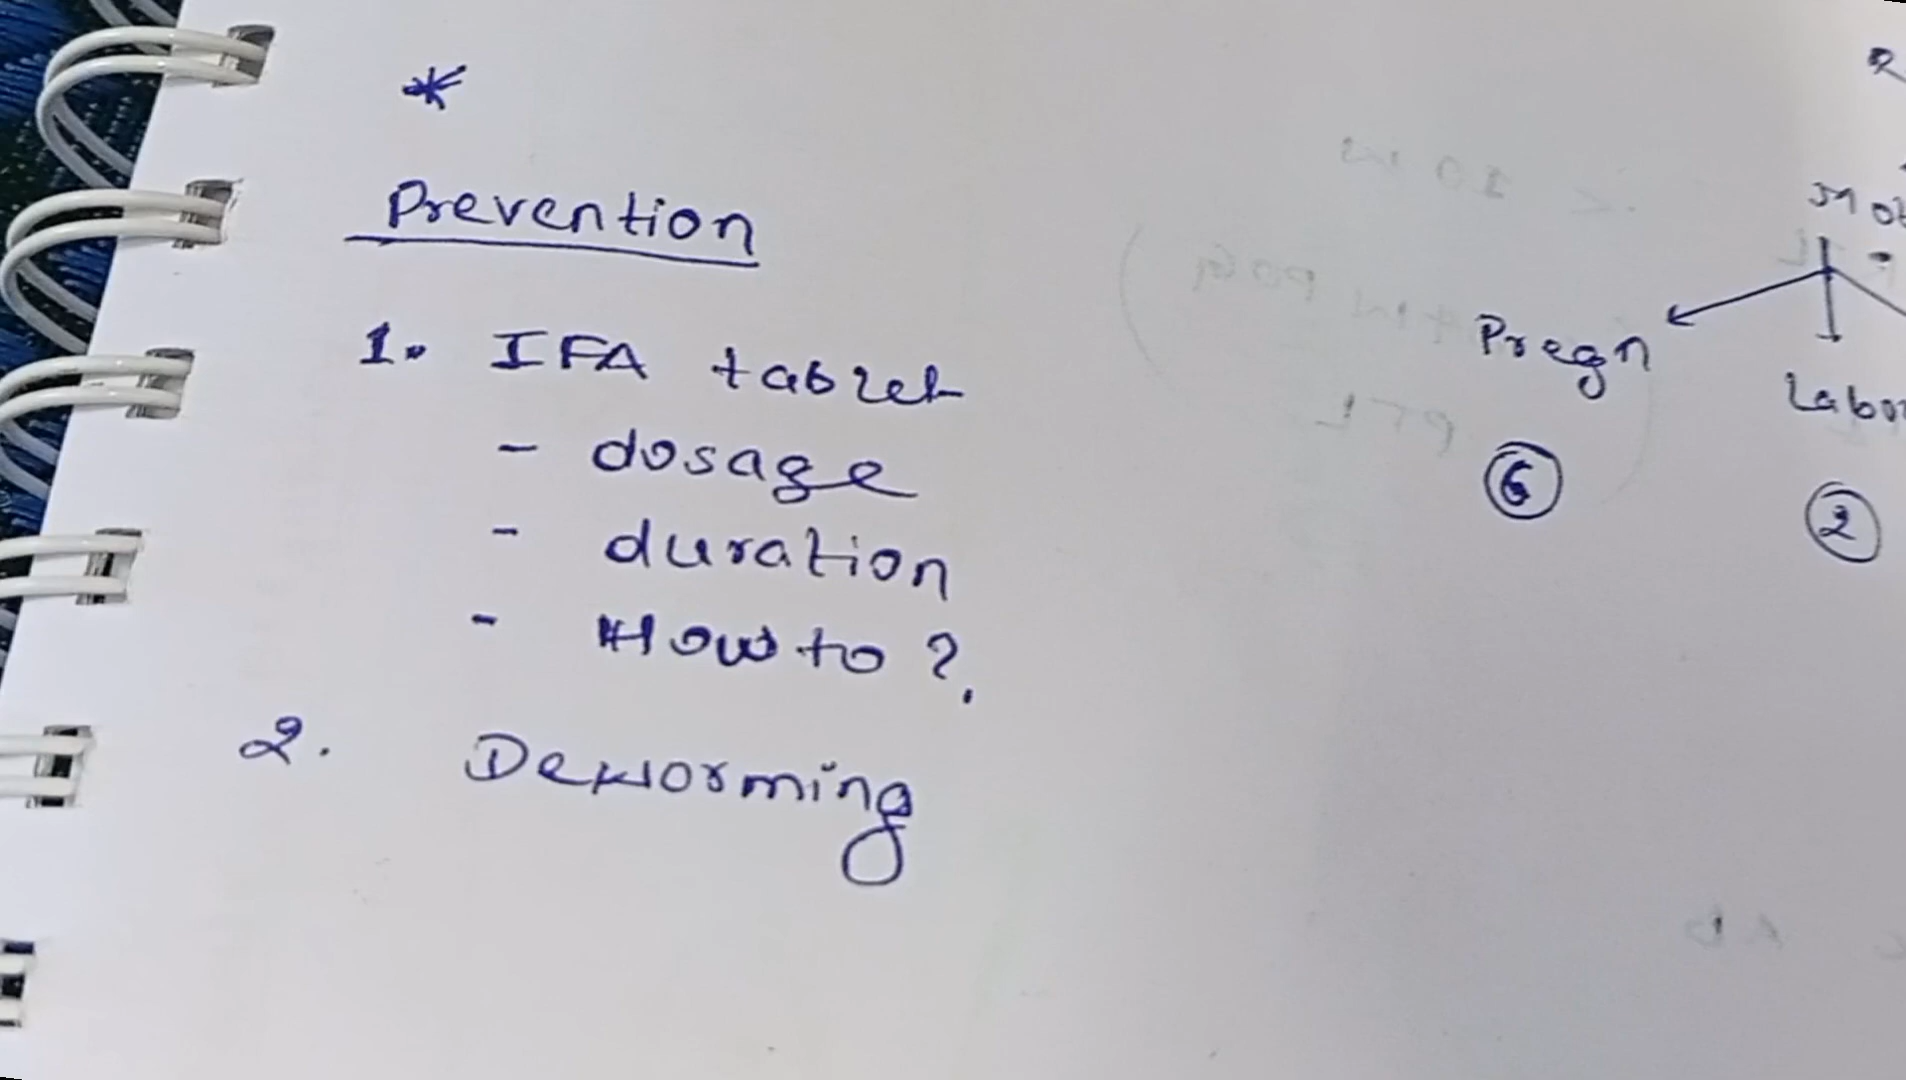 *
Prevention
1. IFA tablet
- dosage
- duration
- How to ?
2. Deworming
Pregn
Labor
6
2